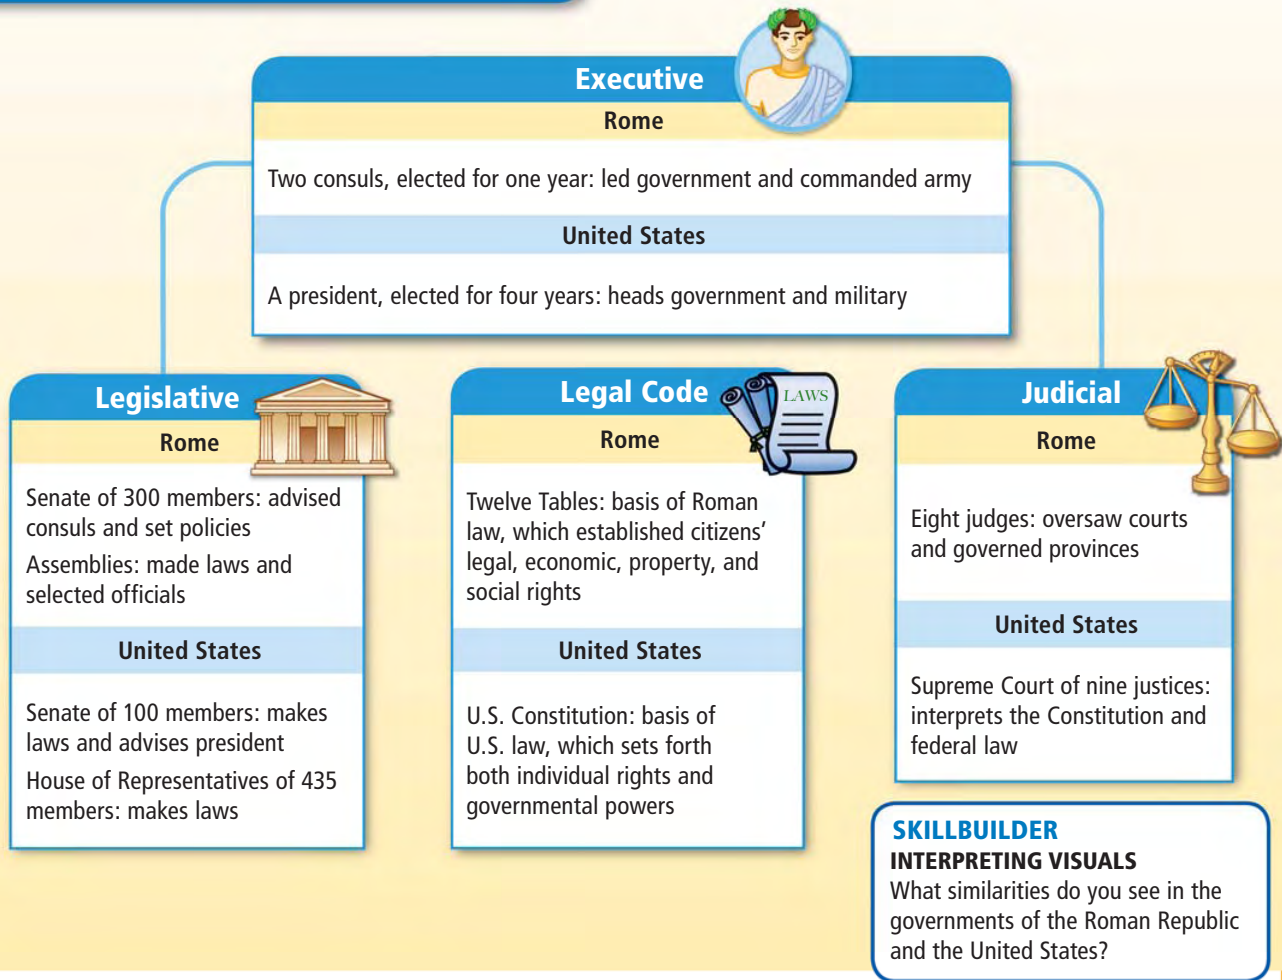 Executive
Rome
Two consuls, elected for one year: led government and commanded army
United States
A president, elected for four years: heads government and military
Legislative
Rome
Senate of 300 members: advised
consuls and set policies
Assemblies: made laws and
selected officials
United States
Senate of 100 members: makes
laws and advises president
House of Representatives of 435
members: makes laws
Legal Code
LAWS
Rome
Twelve Tables: basis of Roman
law, which established citizens’
legal, economic, property, and
social rights
United States
U.S. Constitution: basis of
U.S. law, which sets forth
both individual rights and
governmental powers
Judicial
Rome
Eight judges: oversaw courts
and governed provinces
United States
Supreme Court of nine justices:
interprets the Constitution and
federal law
SKILLBUILDER
INTERPRETING VISUALS
What similarities do you see in the
governments of the Roman Republic
and the United States?